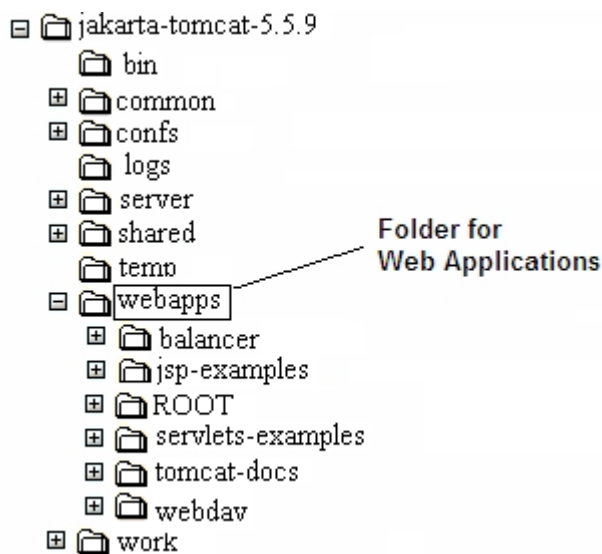 jakarta-tomcat-5.5.9
bin
common
confs
logs
server
shared
temp
Folder for
Web Applications
webapps
balancer
jsp-examples
ROOT
servlets-examples
tomcat-docs
webdav
work